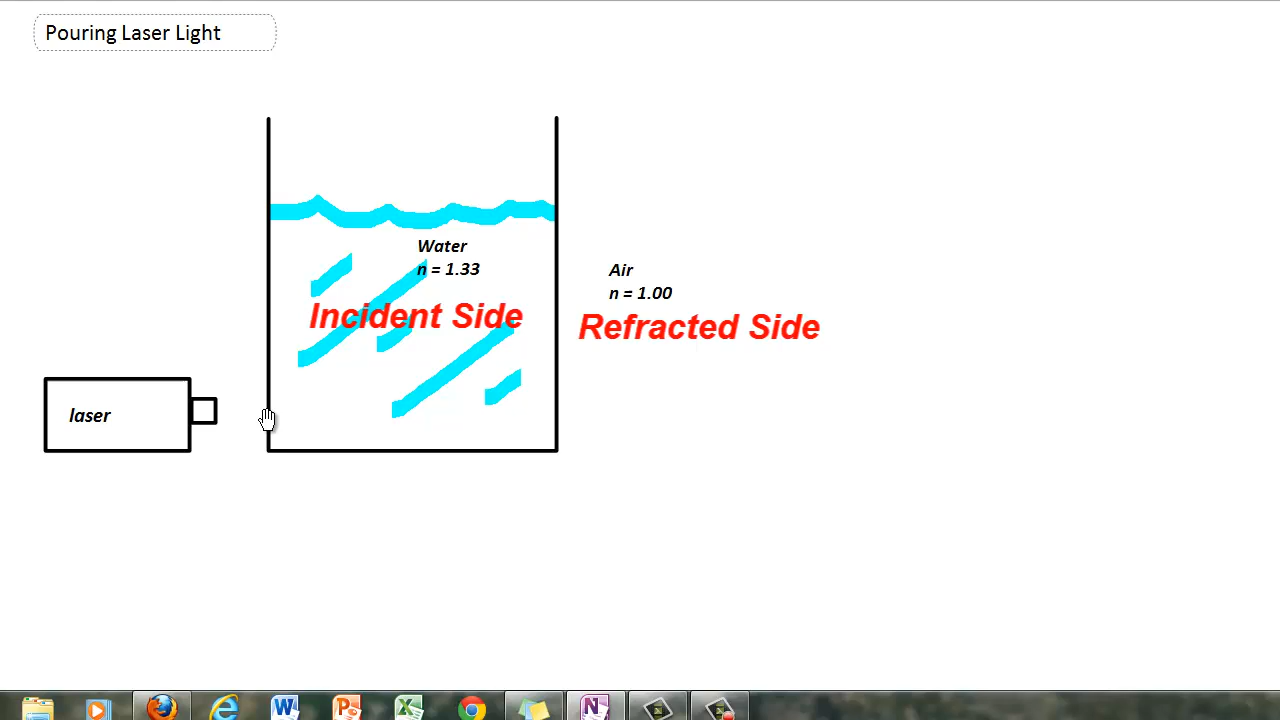 Pouring Laser Light
Water
n = 1.33
Incident Side
Air
n = 1.00
Refracted Side
laser